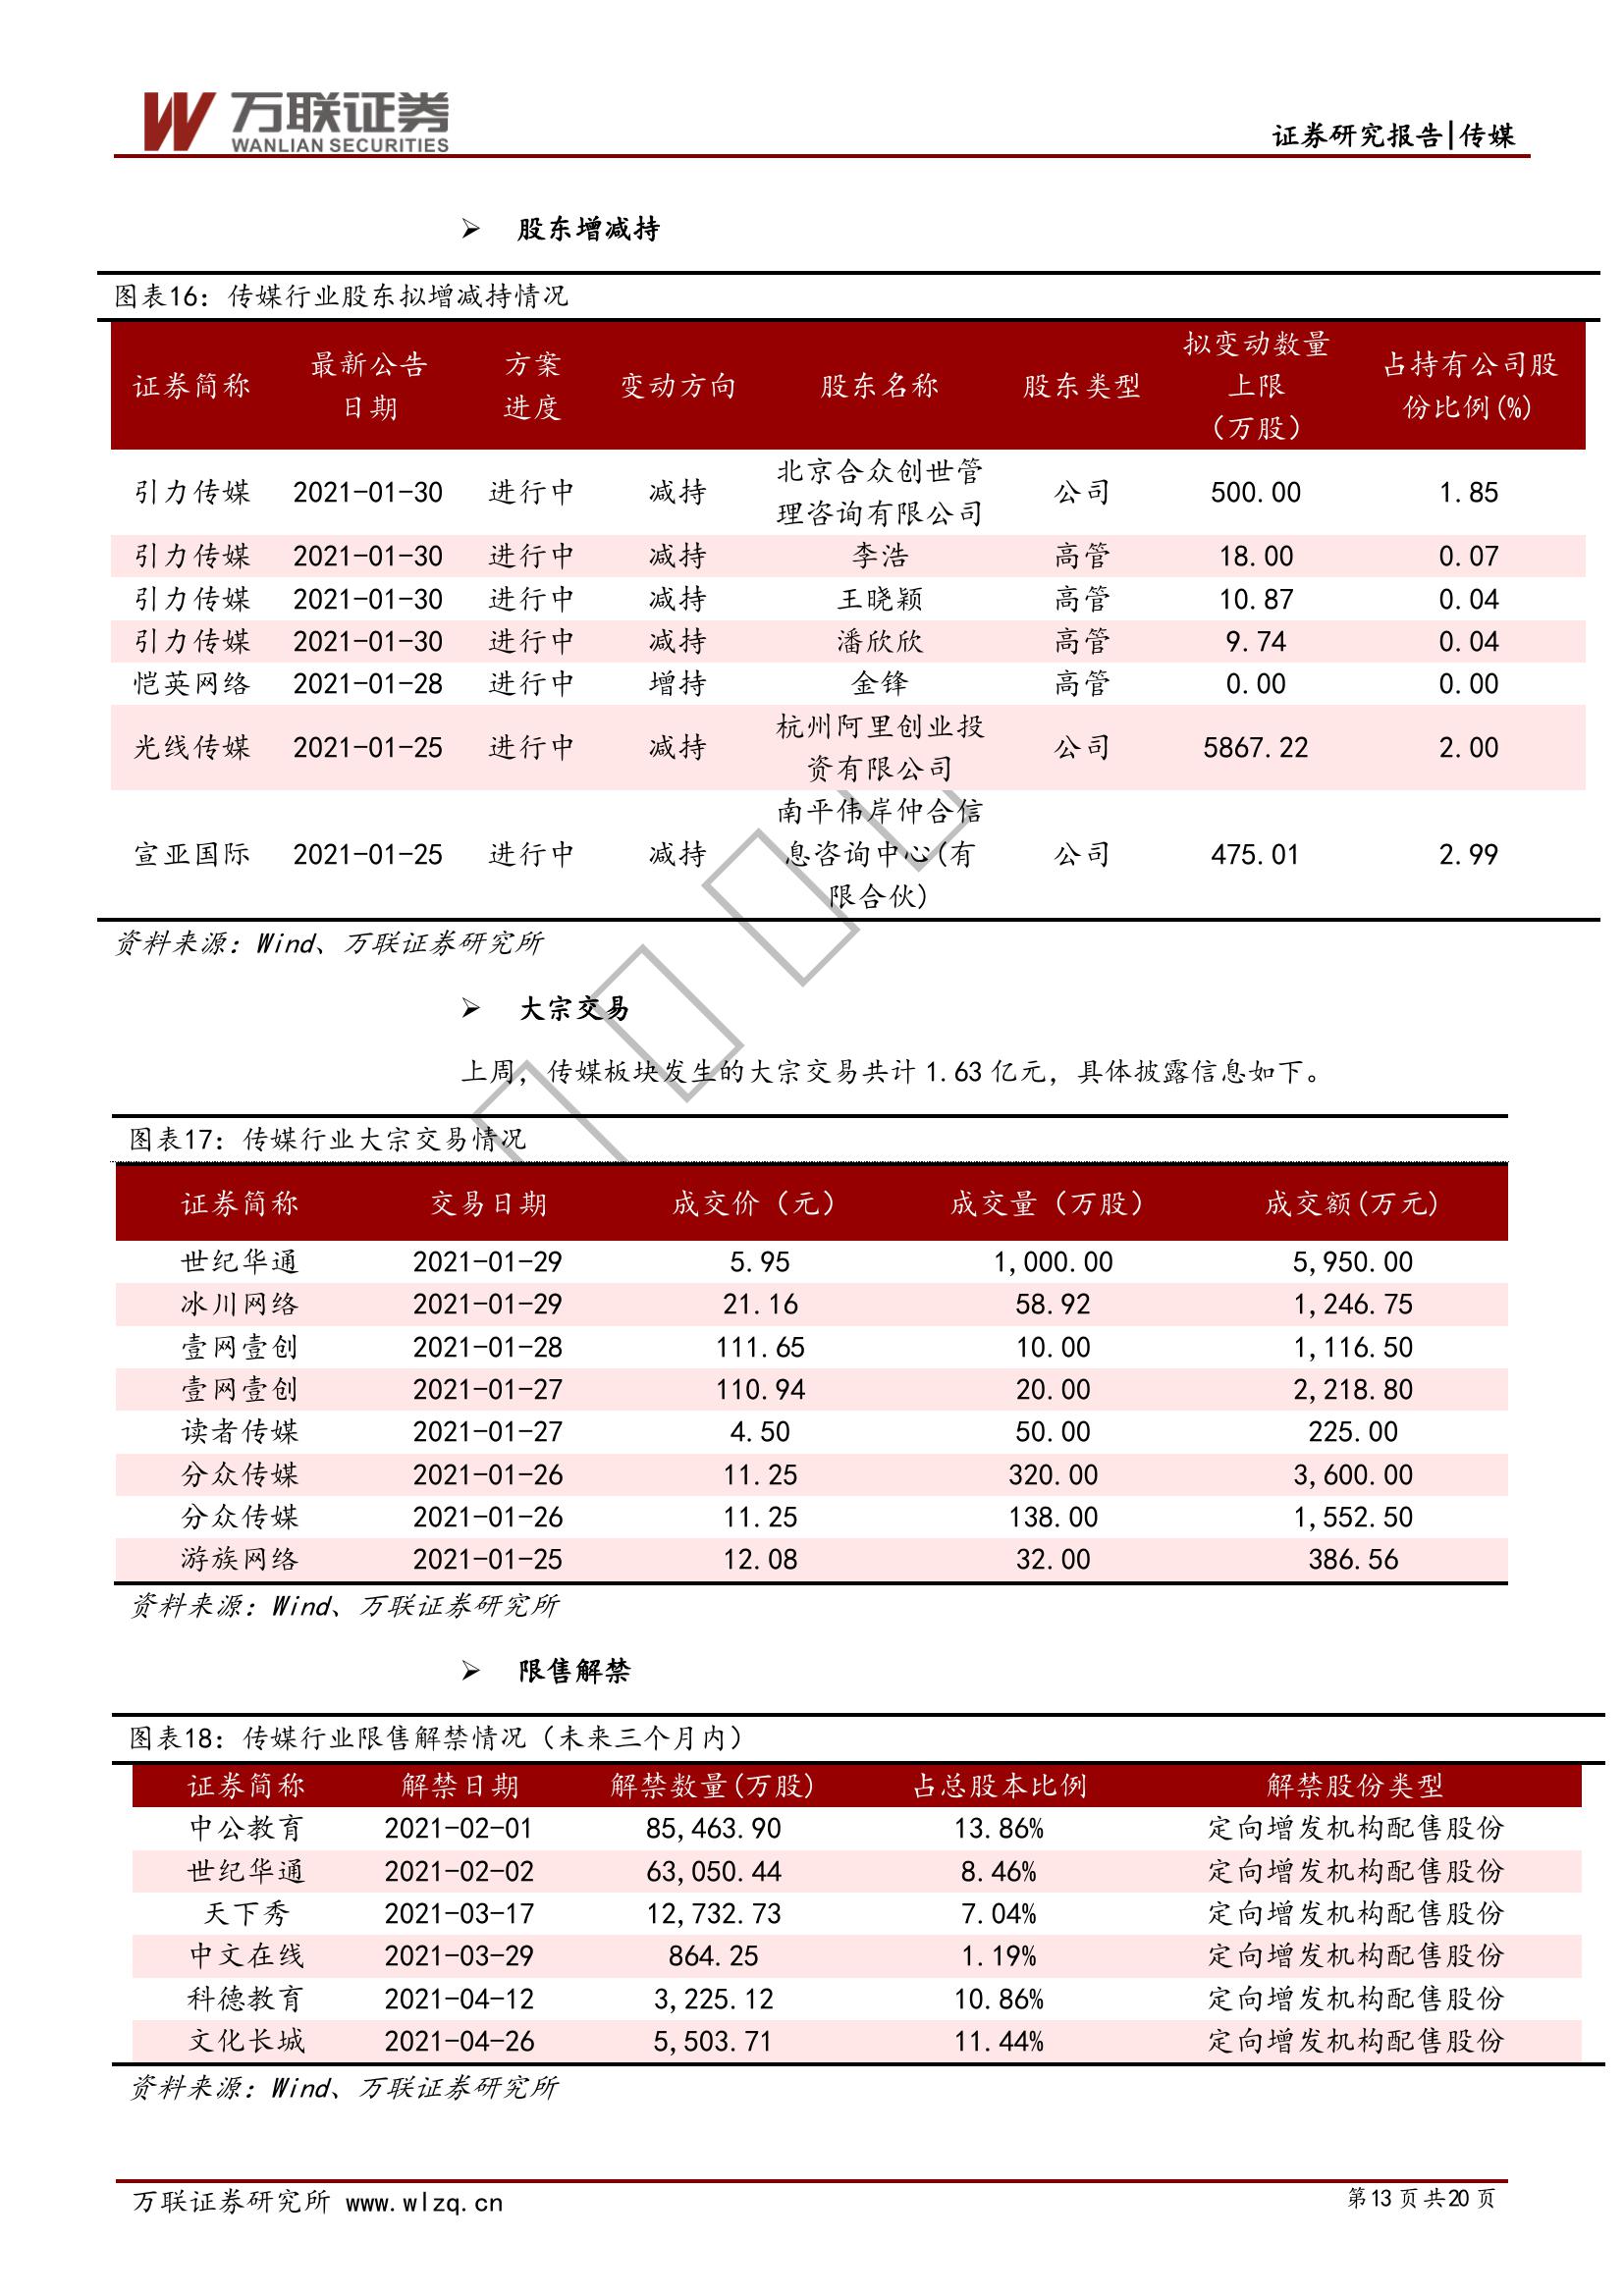 万联证券
WANLIAN SECURITIES
证券研究报告|传媒
➢ 股东增减持
图表16：传媒行业股东拟增减持情况
证券简称 最新公告日期 方案进度 变动方向 股东名称 股东类型 拟变动数量上限（万股） 占持有公司股份比例(%)
引力传媒 2021-01-30 进行中 减持 北京合众创世管理咨询有限公司 公司 500.00 1.85
引力传媒 2021-01-30 进行中 减持 李浩 高管 18.00 0.07
引力传媒 2021-01-30 进行中 减持 王晓颖 高管 10.87 0.04
引力传媒 2021-01-30 进行中 减持 潘欣欣 高管 9.74 0.04
恺英网络 2021-01-28 进行中 增持 金锋 高管 0.00 0.00
光线传媒 2021-01-25 进行中 减持 杭州阿里创业投资有限公司 公司 5867.22 2.00
宣亚国际 2021-01-25 进行中 减持 南平伟岸仲合信息咨询中心(有限合伙) 公司 475.01 2.99
资料来源：Wind、万联证券研究所
➢ 大宗交易
上周，传媒板块发生的大宗交易共计 1.63 亿元，具体披露信息如下。
图表17：传媒行业大宗交易情况
证券简称 交易日期 成交价（元） 成交量（万股） 成交额(万元)
世纪华通 2021-01-29 5.95 1,000.00 5,950.00
冰川网络 2021-01-29 21.16 58.92 1,246.75
壹网壹创 2021-01-28 111.65 10.00 1,116.50
壹网壹创 2021-01-27 110.94 20.00 2,218.80
读者传媒 2021-01-27 4.50 50.00 225.00
分众传媒 2021-01-26 11.25 320.00 3,600.00
分众传媒 2021-01-26 11.25 138.00 1,552.50
游族网络 2021-01-25 12.08 32.00 386.56
资料来源：Wind、万联证券研究所
➢ 限售解禁
图表18：传媒行业限售解禁情况（未来三个月内）
证券简称 解禁日期 解禁数量(万股) 占总股本比例 解禁股份类型
中公教育 2021-02-01 85,463.90 13.86% 定向增发机构配售股份
世纪华通 2021-02-02 63,050.44 8.46% 定向增发机构配售股份
天下秀 2021-03-17 12,732.73 7.04% 定向增发机构配售股份
中文在线 2021-03-29 864.25 1.19% 定向增发机构配售股份
科德教育 2021-04-12 3,225.12 10.86% 定向增发机构配售股份
文化长城 2021-04-26 5,503.71 11.44% 定向增发机构配售股份
资料来源：Wind、万联证券研究所
万联证券研究所 www.wlzq.cn
第13 页 共20 页